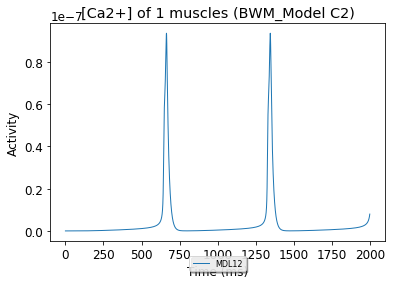 [Ca2+] of 1 muscles (BWM_Model C2)
1e-7
0.8
0.6
0.4
0.2
0.0
Activity
0 250 500 750 1000 1250 1500 1750 2000
Time (ms)
MDL12